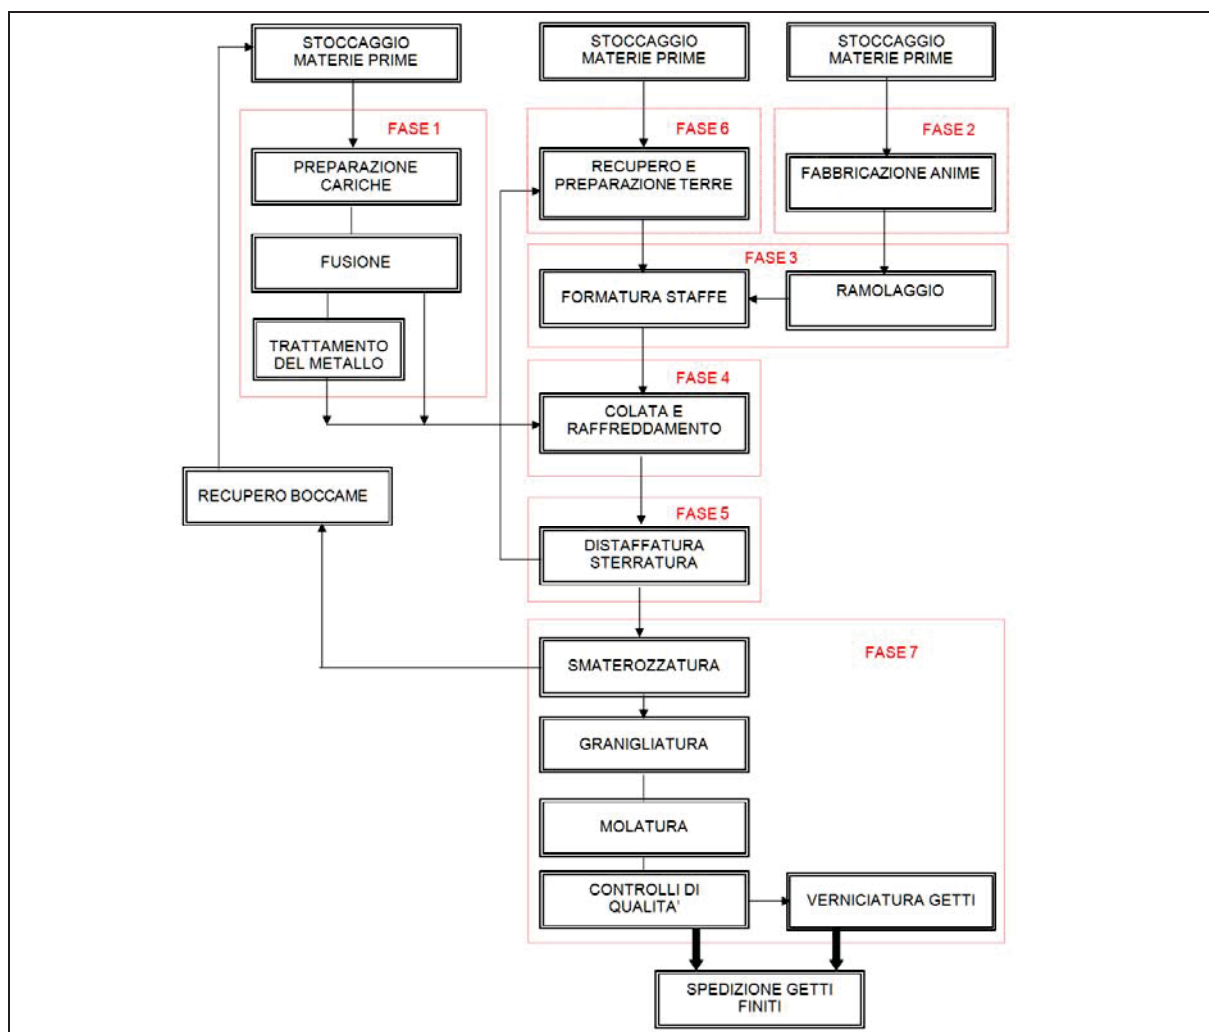 STOCCAGGIO
MATERIE PRIME
STOCCAGGIO
MATERIE PRIME
STOCCAGGIO
MATERIE PRIME
FASE 1
PREPARAZIONE
CARICHE
FUSIONE
TRATTAMENTO
DEL METALLO
FASE 6
RECUPERO E
PREPARAZIONE TERRE
FASE 2
FABBRICAZIONE ANIME
FASE 3
FORMATURA STAFFE
RAMOLAGGIO
FASE 4
COLATA E
RAFFREDDAMENTO
RECUPERO BOCCAME
FASE 5
DISTAFFATURA
STERRATURA
FASE 7
SMATEROZZATURA
GRANIGLIATURA
MOLATURA
CONTROLLI DI
QUALITA'
VERNICIATURA GETTI
SPEDIZIONE GETTI
FINITI